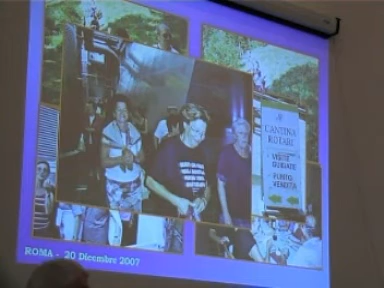 CANTINA
ROTARI
VISITE
GUIDATE
PUNTO
VENDITA
ROMA - 20 Dicembre 2007